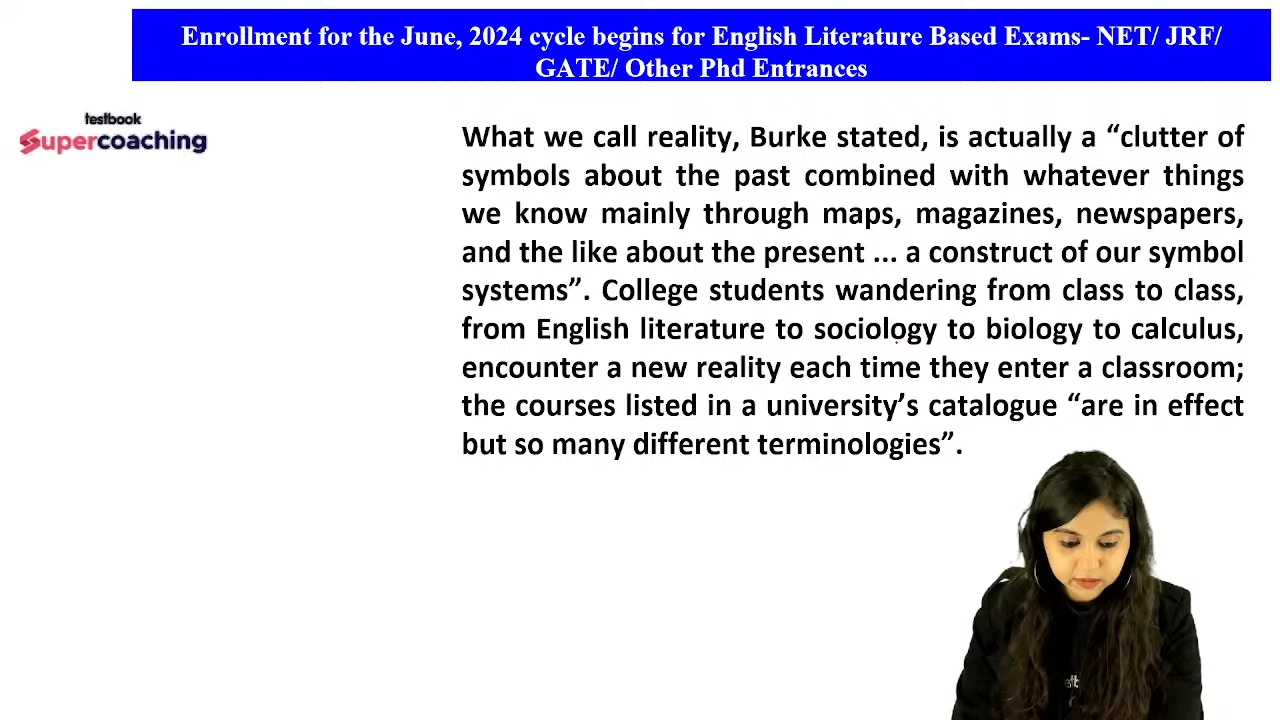 Enrollment for the June, 2024 cycle begins for English Literature Based Exams- NET/ JRF/
GATE/ Other Phd Entrances
testbook
Supercoaching
What we call reality, Burke stated, is actually a “clutter of
symbols about the past combined with whatever things
we know mainly through maps, magazines, newspapers,
and the like about the present ... a construct of our symbol
systems”. College students wandering from class to class,
from English literature to sociology to biology to calculus,
encounter a new reality each time they enter a classroom;
the courses listed in a university’s catalogue “are in effect
but so many different terminologies”.